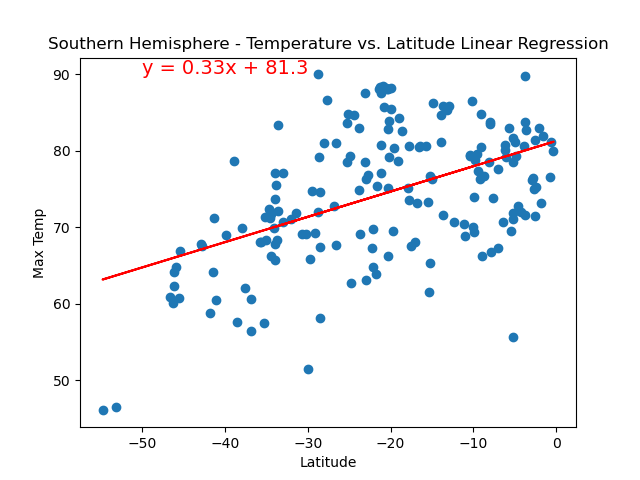 Southern Hemisphere - Temperature vs. Latitude Linear Regression
y = 0.33x + 81.3
90
80
70
60
50
Max Temp
−50 −40 −30 −20 −10 0
Latitude